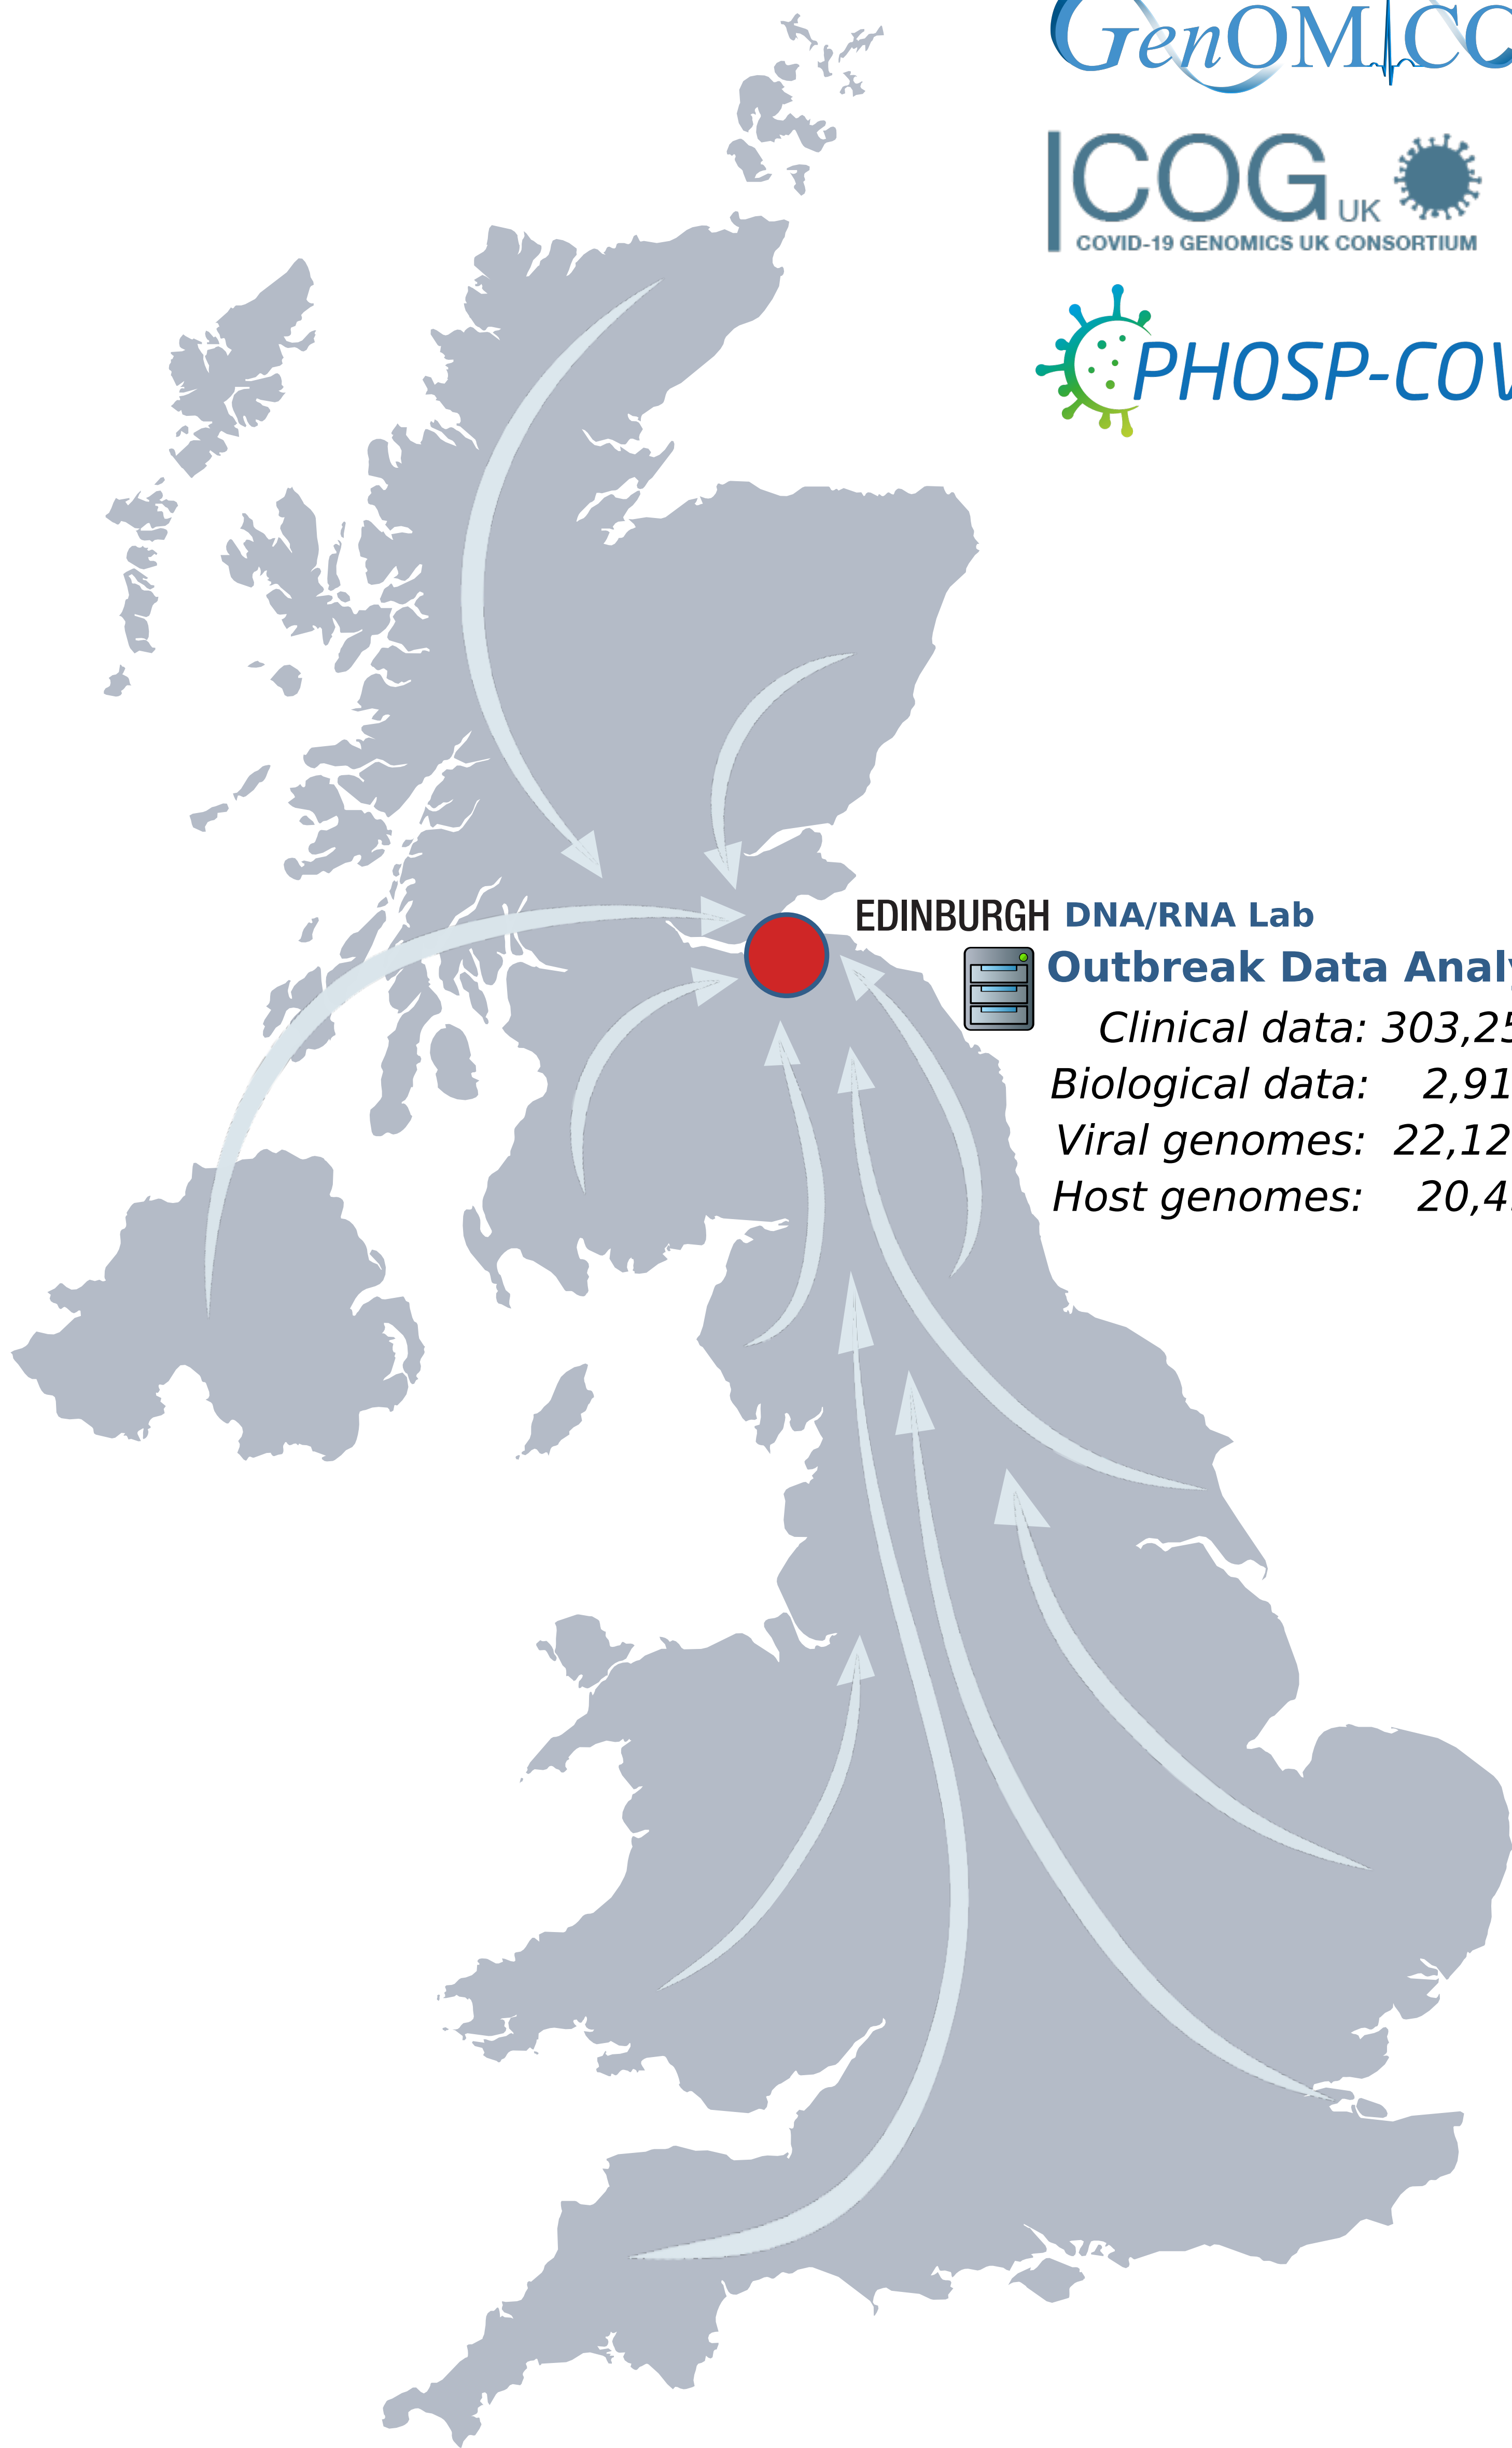 GenOMICC
COG UK
COVID-19 GENOMICS UK CONSORTIUM
PHOSP-COV
EDINBURGH DNA/RNA Lab
Outbreak Data Analy
Clinical data: 303,25
Biological data: 2,91
Viral genomes: 22,12
Host genomes: 20,4